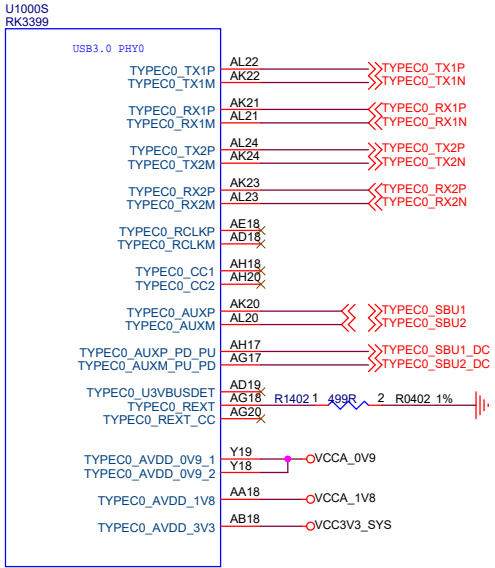 U1000S
RK3399
USB3.0 PHY0
TYPEC0_TX1P AL22 TYPEC0_TX1P
TYPEC0_TX1M AK22 TYPEC0_TX1N
TYPEC0_RX1P AK21 TYPEC0_RX1P
TYPEC0_RX1M AL21 TYPEC0_RX1N
TYPEC0_TX2P AL24 TYPEC0_TX2P
TYPEC0_TX2M AK24 TYPEC0_TX2N
TYPEC0_RX2P AK23 TYPEC0_RX2P
TYPEC0_RX2M AL23 TYPEC0_RX2N
TYPEC0_RCLKP AE18
TYPEC0_RCLKM AD18
TYPEC0_CC1 AH18
TYPEC0_CC2 AH20
TYPEC0_AUXP AK20 TYPEC0_SBU1
TYPEC0_AUXM AL20 TYPEC0_SBU2
TYPEC0_AUXP_PD_PU AH17 TYPEC0_SBU1_DC
TYPEC0_AUXM_PU_PD AG17 TYPEC0_SBU2_DC
TYPEC0_U3VBUSDET AD19
TYPEC0_REXT AG18 R1402 1 499R 2 R0402 1%
TYPEC0_REXT_CC AG20
TYPEC0_AVDD_0V9_1 Y19 VCCA_0V9
TYPEC0_AVDD_0V9_2 Y18
TYPEC0_AVDD_1V8 AA18 VCCA_1V8
TYPEC0_AVDD_3V3 AB18 VCC3V3_SYS